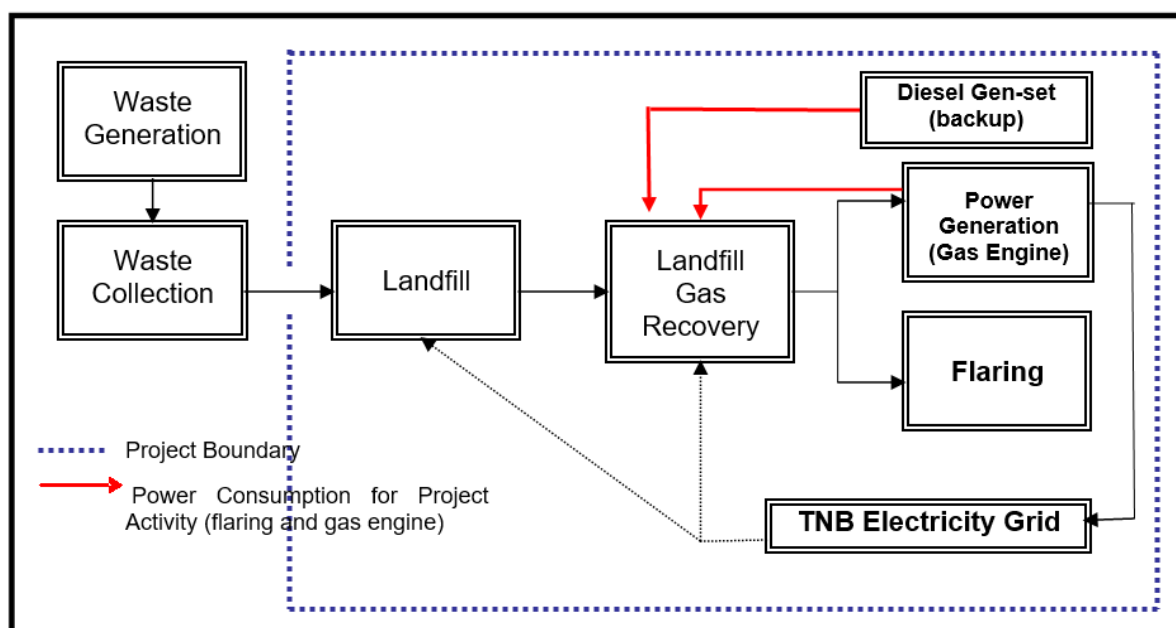 Waste
Generation
Diesel Gen-set
(backup)
Power
Generation
(Gas Engine)
Waste
Collection
Landfill
Landfill
Gas
Recovery
Flaring
Project Boundary
Power Consumption for Project
Activity (flaring and gas engine)
TNB Electricity Grid